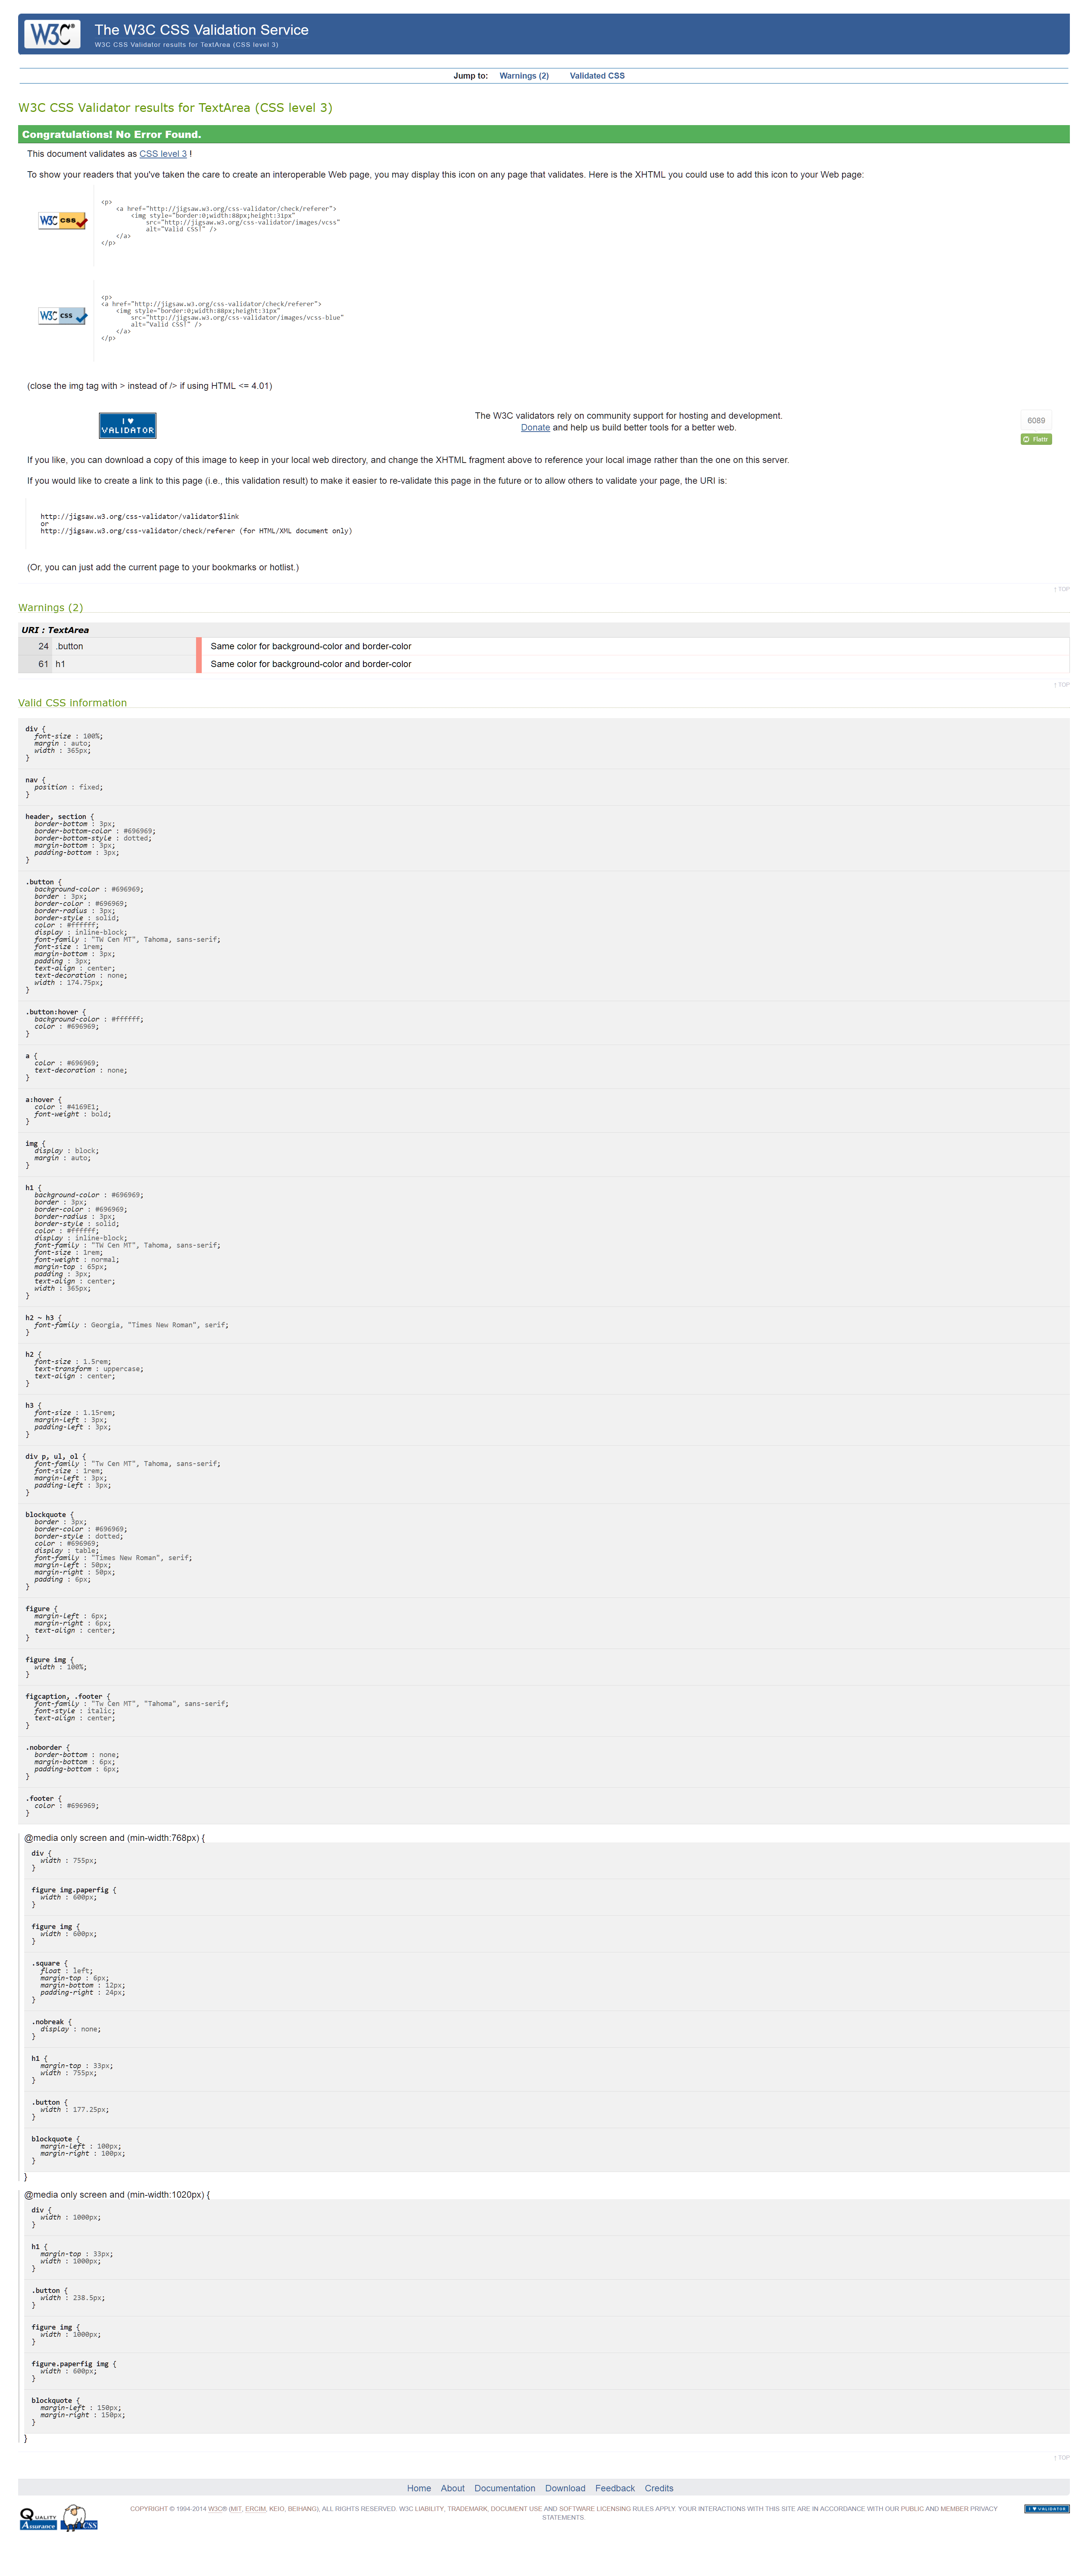 W3C®
The W3C CSS Validation Service
W3C CSS Validator results for TextArea (CSS level 3)
Jump to: Warnings (2) Validated CSS
W3C CSS Validator results for TextArea (CSS level 3)
Congratulations! No Error Found.
This document validates as CSS level 3 !
To show your readers that you've taken the care to create an interoperable Web page, you may display this icon on any page that validates. Here is the XHTML you could use to add this icon to your Web page:
W3C css
<p>
<a href="http://jigsaw.w3.org/css-validator/check/referer">
<img style="border:0;width:88px;height:31px"
src="http://jigsaw.w3.org/css-validator/images/vcss"
alt="Valid CSS!" />
</a>
</p>
W3C css
<p>
<a href="http://jigsaw.w3.org/css-validator/check/referer">
<img style="border:0;width:88px;height:31px"
src="http://jigsaw.w3.org/css-validator/images/vcss-blue"
alt="Valid CSS!" />
</a>
</p>
(close the img tag with > instead of /> if using HTML <= 4.01)
I ♥
VALIDATOR
The W3C validators rely on community support for hosting and development.
Donate and help us build better tools for a better web.
6089
Flattr
If you like, you can download a copy of this image to keep in your local web directory, and change the XHTML fragment above to reference your local image rather than the one on this server.
If you would like to create a link to this page (i.e., this validation result) to make it easier to re-validate this page in the future or to allow others to validate your page, the URI is:
http://jigsaw.w3.org/css-validator/validator$link
or
http://jigsaw.w3.org/css-validator/check/referer (for HTML/XML document only)
(Or, you can just add the current page to your bookmarks or hotlist.)
↑ TOP
Warnings (2)
URI : TextArea
24 .button Same color for background-color and border-color
61 h1 Same color for background-color and border-color
↑ TOP
Valid CSS information
div {
font-size : 100%;
margin : auto;
width : 365px;
}
nav {
position : fixed;
}
header, section {
border-bottom : 3px;
border-bottom-color : #696969;
border-bottom-style : dotted;
margin-bottom : 3px;
padding-bottom : 3px;
}
.button {
background-color : #696969;
border : 3px;
border-color : #696969;
border-radius : 3px;
border-style : solid;
color : #ffffff;
display : inline-block;
font-family : "TW Cen MT", Tahoma, sans-serif;
font-size : 1rem;
margin-bottom : 3px;
padding : 3px;
text-align : center;
text-decoration : none;
width : 174.75px;
}
.button:hover {
background-color : #ffffff;
color : #696969;
}
a {
color : #696969;
text-decoration : none;
}
a:hover {
color : #4169E1;
font-weight : bold;
}
img {
display : block;
margin : auto;
}
h1 {
background-color : #696969;
border : 3px;
border-color : #696969;
border-radius : 3px;
border-style : solid;
color : #ffffff;
display : inline-block;
font-family : "TW Cen MT", Tahoma, sans-serif;
font-size : 1rem;
font-weight : normal;
margin-top : 65px;
padding : 3px;
text-align : center;
width : 365px;
}
h2 ~ h3 {
font-family : Georgia, "Times New Roman", serif;
}
h2 {
font-size : 1.5rem;
text-transform : uppercase;
text-align : center;
}
h3 {
font-size : 1.15rem;
margin-left : 3px;
padding-left : 3px;
}
div p, ul, ol {
font-family : "Tw Cen MT", Tahoma, sans-serif;
font-size : 1rem;
margin-left : 3px;
padding-left : 3px;
}
blockquote {
border : 3px;
border-color : #696969;
border-style : dotted;
color : #696969;
display : table;
font-family : "Times New Roman", serif;
margin-left : 50px;
margin-right : 50px;
padding : 6px;
}
figure {
margin-left : 6px;
margin-right : 6px;
text-align : center;
}
figure img {
width : 100%;
}
figcaption, .footer {
font-family : "Tw Cen MT", "Tahoma", sans-serif;
font-style : italic;
text-align : center;
}
.noborder {
border-bottom : none;
margin-bottom : 6px;
padding-bottom : 6px;
}
.footer {
color : #696969;
}
@media only screen and (min-width:768px) {
div {
width : 755px;
}
figure img.paperfig {
width : 600px;
}
figure img {
width : 600px;
}
.square {
float : left;
margin-top : 6px;
margin-bottom : 12px;
padding-right : 24px;
}
.nobreak {
display : none;
}
h1 {
margin-top : 33px;
width : 755px;
}
.button {
width : 177.25px;
}
blockquote {
margin-left : 100px;
margin-right : 100px;
}
}
@media only screen and (min-width:1020px) {
div {
width : 1000px;
}
h1 {
margin-top : 33px;
width : 1000px;
}
.button {
width : 238.5px;
}
figure img {
width : 1000px;
}
figure.paperfig img {
width : 600px;
}
blockquote {
margin-left : 150px;
margin-right : 150px;
}
}
↑ TOP
Home About Documentation Download Feedback Credits
Quality
Assurance
CSS
COPYRIGHT © 1994-2014 W3C® (MIT, ERCIM, KEIO, BEIHANG), ALL RIGHTS RESERVED. W3C LIABILITY, TRADEMARK, DOCUMENT USE AND SOFTWARE LICENSING RULES APPLY. YOUR INTERACTIONS WITH THIS SITE ARE IN ACCORDANCE WITH OUR PUBLIC AND MEMBER PRIVACY
STATEMENTS.
I ♥ VALIDATOR